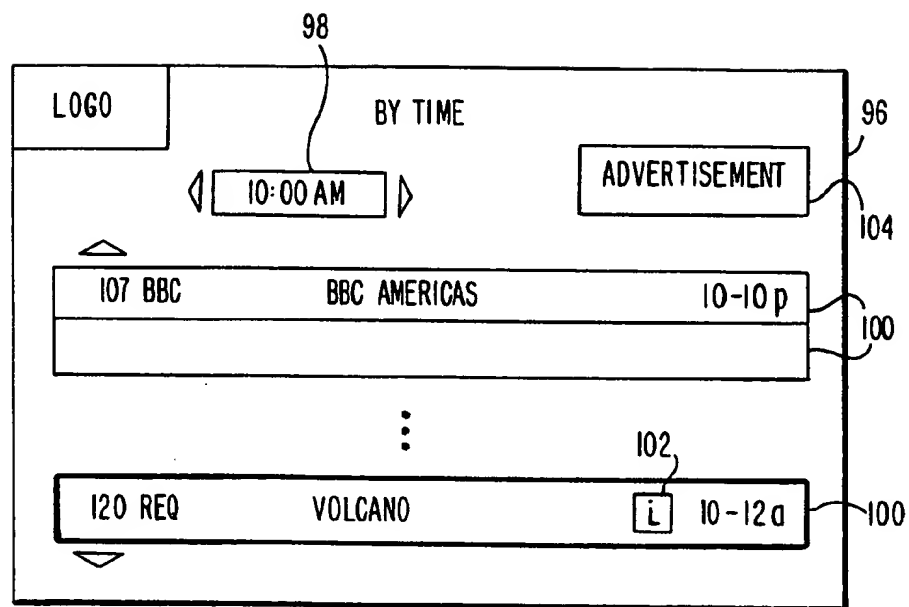 98
LOGO
BY TIME
96
10:00 AM
ADVERTISEMENT
104
107 BBC BBC AMERICAS 10-10p
100
102
120 REQ VOLCANO i 10-12a
100